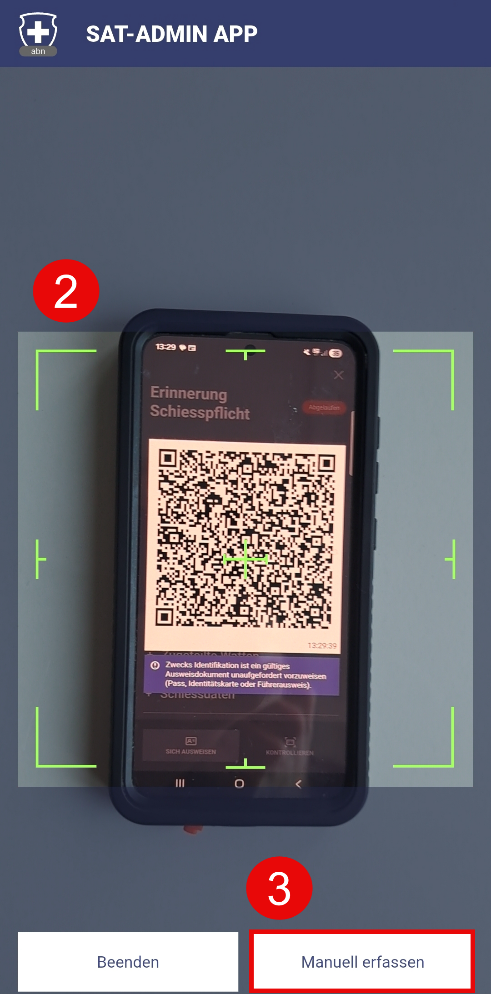 abn
SAT-ADMIN APP
2
13:29
Erinnerung
Schiesspflicht
Abgelaufen
13:29:39
Zugeteilte Waffen
Zwecks Identifikation ist ein gültiges
Ausweisdokument unaufgefordert vorzuweisen
(Pass, Identitätskarte oder Führerausweis).
Schiessdaten
SICH AUSWEISEN
KONTROLLIEREN
3
Beenden
Manuell erfassen